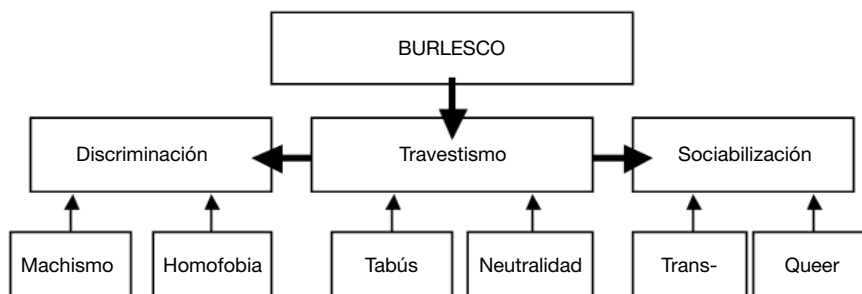 BURLESCO
Discriminación
Travestismo
Sociabilización
Machismo
Homofobia
Tabús
Neutralidad
Trans-
Queer